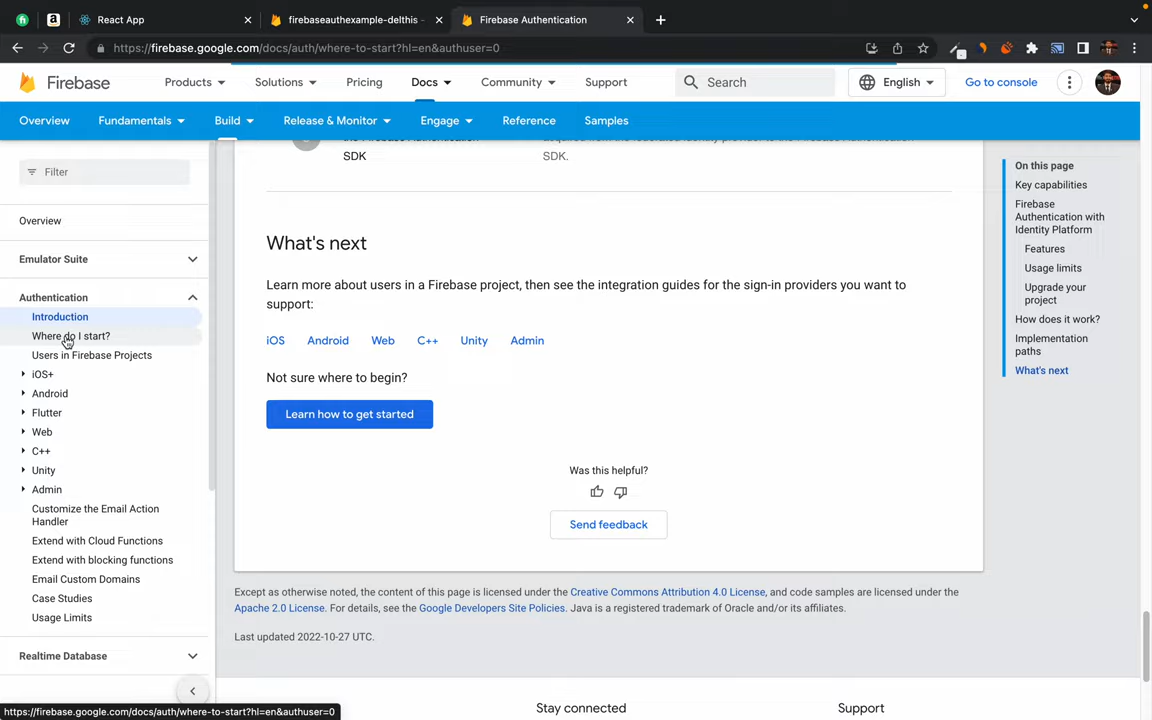 React App
firebaseauthexample-delthis -
Firebase Authentication
https://firebase.google.com/docs/auth/where-to-start?hl=en&authuser=0
Firebase
Products
Solutions
Pricing
Docs
Community
Support
Search
English
Go to console
Overview
Fundamentals
Build
Release & Monitor
Engage
Reference
Samples
Filter
Overview
Emulator Suite
Authentication
Introduction
Where do I start?
Users in Firebase Projects
iOS+
Android
Flutter
Web
C++
Unity
Admin
Customize the Email Action
Handler
Extend with Cloud Functions
Extend with blocking functions
Email Custom Domains
Case Studies
Usage Limits
Realtime Database
the Firebase Authentication
SDK
SDK.
What's next
Learn more about users in a Firebase project, then see the integration guides for the sign-in providers you want to
support:
iOS
Android
Web
C++
Unity
Admin
Not sure where to begin?
Learn how to get started
Was this helpful?
Send feedback
Except as otherwise noted, the content of this page is licensed under the Creative Commons Attribution 4.0 License, and code samples are licensed under the
Apache 2.0 License. For details, see the Google Developers Site Policies. Java is a registered trademark of Oracle and/or its affiliates.
Last updated 2022-10-27 UTC.
On this page
Key capabilities
Firebase
Authentication with
Identity Platform
Features
Usage limits
Upgrade your
project
How does it work?
Implementation
paths
What's next
Stay connected
Support
https://firebase.google.com/docs/auth/where-to-start?hl=en&authuser=0